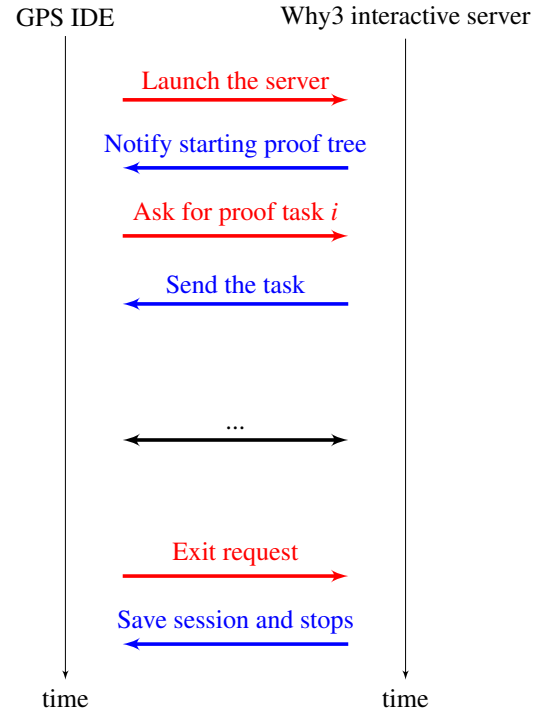 GPS IDE
Why3 interactive server
Launch the server
Notify starting proof tree
Ask for proof task i
Send the task
...
Exit request
Save session and stops
time
time